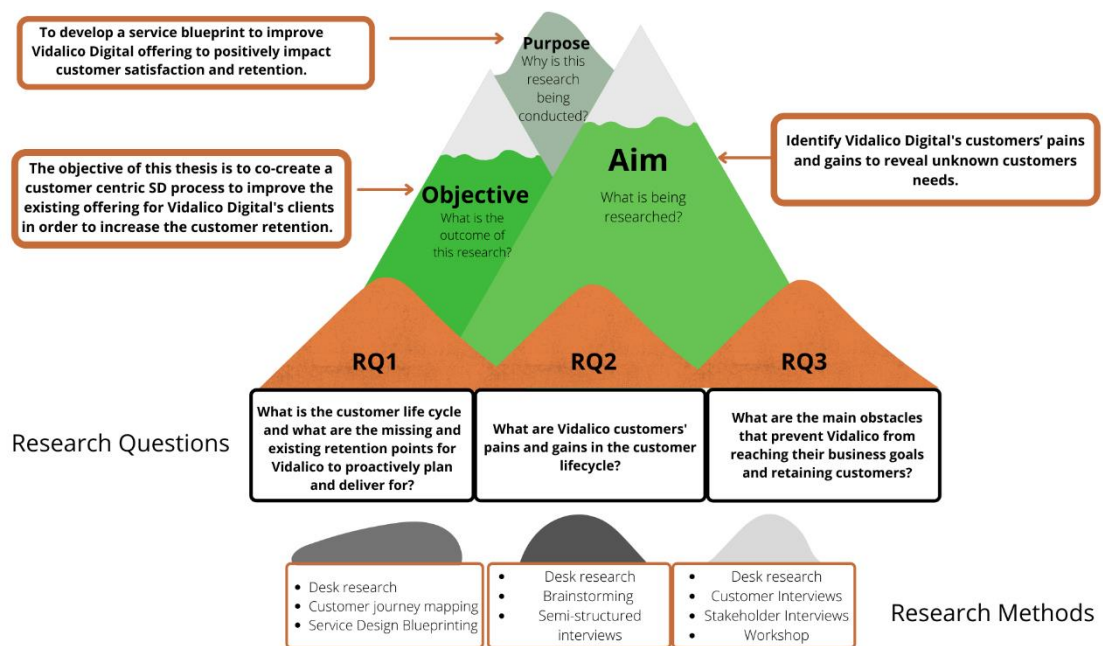 To develop a service blueprint to improve
Vidalico Digital offering to positively impact
customer satisfaction and retention.
Purpose
Why is this
research
being
conducted?
Identify Vidalico Digital's customers’ pains
and gains to reveal unknown customers
needs.
Aim
What is being
researched?
The objective of this thesis is to co-create a
customer centric SD process to improve the
existing offering for Vidalico Digital's clients
in order to increase the customer retention.
Objective
What is the
outcome of
this research?
RQ1
RQ2
RQ3
Research Questions
What is the customer life cycle
and what are the missing and
existing retention points for
Vidalico to proactively plan
and deliver for?
What are Vidalico customers'
pains and gains in the customer
lifecycle?
What are the main obstacles
that prevent Vidalico from
reaching their business goals
and retaining customers?
• Desk research
• Customer journey mapping
• Service Design Blueprinting
• Desk research
• Brainstorming
• Semi-structured
interviews
• Desk research
• Customer Interviews
• Stakeholder Interviews
• Workshop
Research Methods